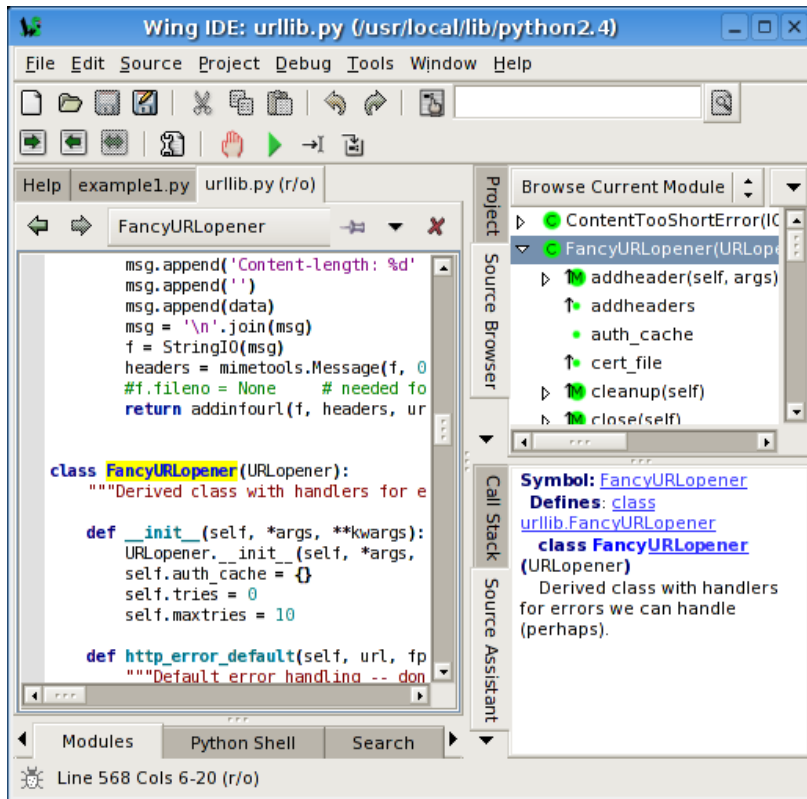 Wing IDE: urllib.py (/usr/local/lib/python2.4)
File Edit Source Project Debug Tools Window Help
Help example1.py urllib.py (r/o)
FancyURLopener
msg.append('Content-length: %d'
msg.append('')
msg.append(data)
msg = '\n'.join(msg)
f = StringIO(msg)
headers = mimetools.Message(f, 0
#f.fileno = None     # needed fo
return addinfourl(f, headers, ur
class FancyURLopener(URLopener):
"""Derived class with handlers for e
def __init__(self, *args, **kwargs):
URLopener.__init__(self, *args,
self.auth_cache = {}
self.tries = 0
self.maxtries = 10
def http_error_default(self, url, fp
"""Default error handling -- don
Modules Python Shell Search
Project
Source Browser
Browse Current Module
C ContentTooShortError(IO
C FancyURLopener(URLope
M addheader(self, args)
addheaders
auth_cache
cert_file
M cleanup(self)
M close(self)
Call Stack
Source Assistant
Symbol: FancyURLopener
Defines: class
urllib.FancyURLopener
class FancyURLopener
(URLopener)
Derived class with handlers
for errors we can handle
(perhaps).
Line 568 Cols 6-20 (r/o)